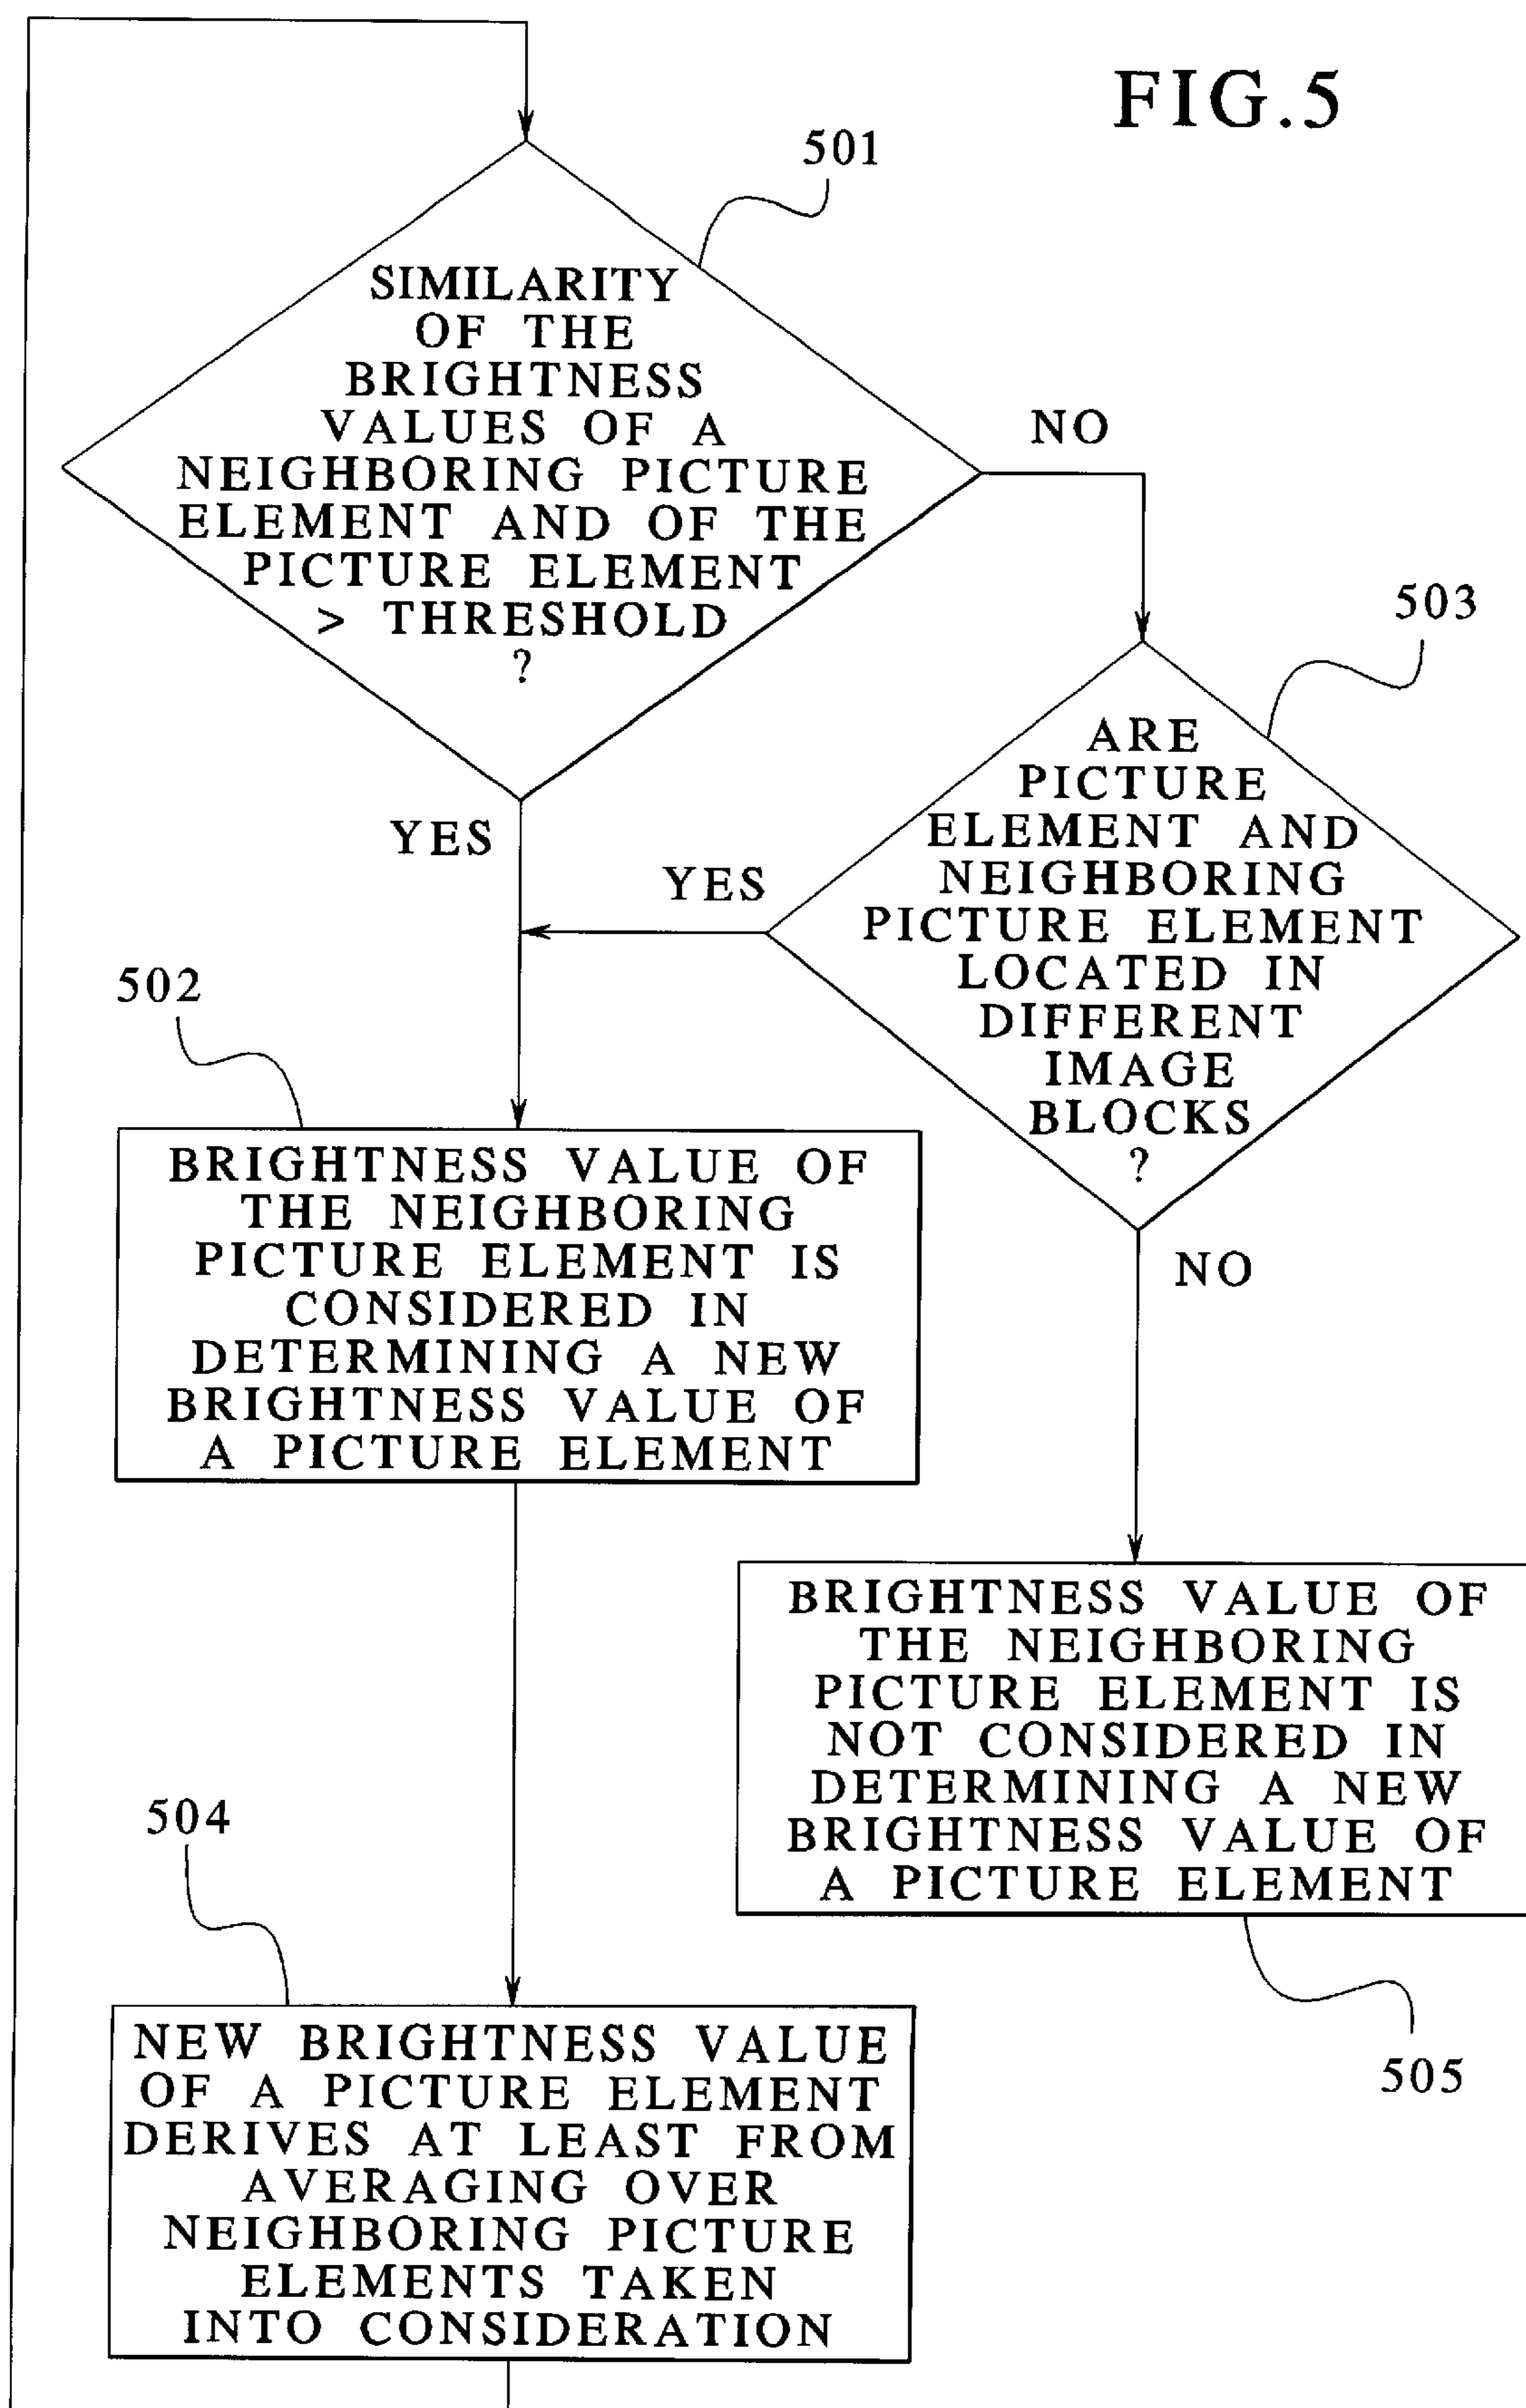 FIG.5
501
SIMILARITY
OF THE
BRIGHTNESS
VALUES OF A
NEIGHBORING PICTURE
ELEMENT AND OF THE
PICTURE ELEMENT
> THRESHOLD
?
NO
YES
503
ARE
PICTURE
ELEMENT AND
NEIGHBORING
PICTURE ELEMENT
LOCATED IN
DIFFERENT
IMAGE
BLOCKS
?
YES
NO
502
BRIGHTNESS VALUE OF
THE NEIGHBORING
PICTURE ELEMENT IS
CONSIDERED IN
DETERMINING A NEW
BRIGHTNESS VALUE OF
A PICTURE ELEMENT
BRIGHTNESS VALUE OF
THE NEIGHBORING
PICTURE ELEMENT IS
NOT CONSIDERED IN
DETERMINING A NEW
BRIGHTNESS VALUE OF
A PICTURE ELEMENT
505
504
NEW BRIGHTNESS VALUE
OF A PICTURE ELEMENT
DERIVES AT LEAST FROM
AVERAGING OVER
NEIGHBORING PICTURE
ELEMENTS TAKEN
INTO CONSIDERATION